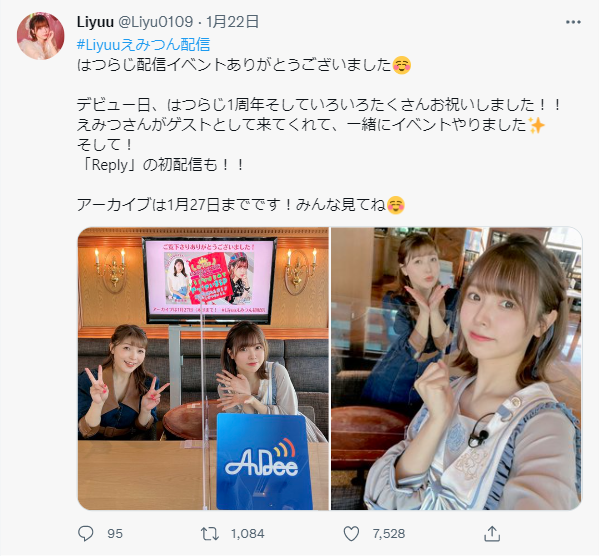 Liyuu @Liyu0109 · 1月22日
#Liyuuえみつん配信
はつらじ配信イベントありがとうございました☺️
デビュー日、はつらじ1周年そしていろいろたくさんお祝いしました！！
えみつさんがゲストとして来てくれて、一緒にイベントやりました✨
そして！
「Reply」の初配信も！！
アーカイブは1月27日までです！みんな見てね☺️
ご覧下さりありがとうございました！
AuDee
95
1,084
7,528